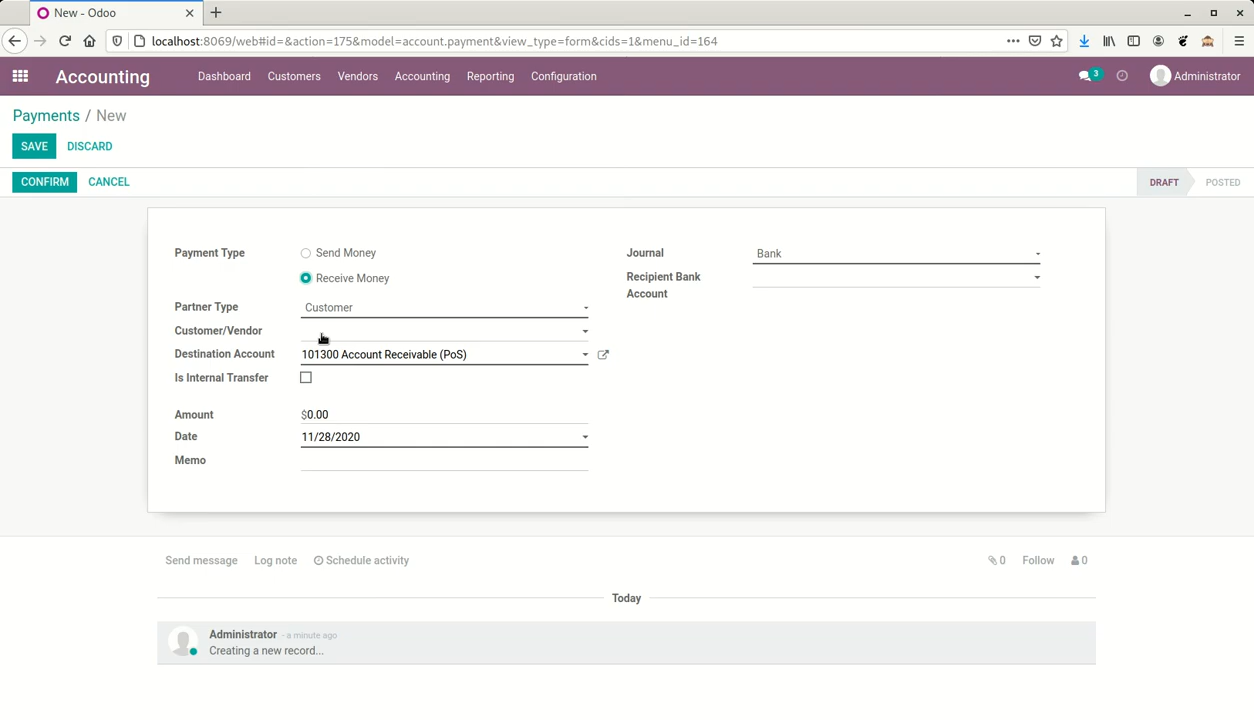 New - Odoo
localhost:8069/web#id=&action=175&model=account.payment&view_type=form&cids=1&menu_id=164
Accounting Dashboard Customers Vendors Accounting Reporting Configuration 3 Administrator
Payments / New
SAVE DISCARD
CONFIRM CANCEL DRAFT POSTED
Payment Type Send Money Journal Bank
Receive Money Recipient Bank
Account
Partner Type Customer
Customer/Vendor
Destination Account 101300 Account Receivable (PoS)
Is Internal Transfer
Amount $0.00
Date 11/28/2020
Memo
Send message Log note Schedule activity 0 Follow 0
Today
Administrator - a minute ago
Creating a new record...